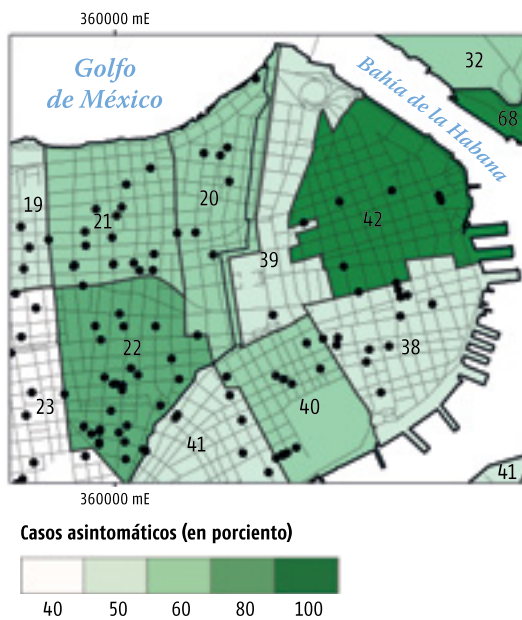 360000 mE
Golfo
de México
Bahía de la Habana
32
68
19
20
21
42
39
22
38
23
40
41
41
360000 mE
Casos asintomáticos (en porciento)
40 50 60 80 100